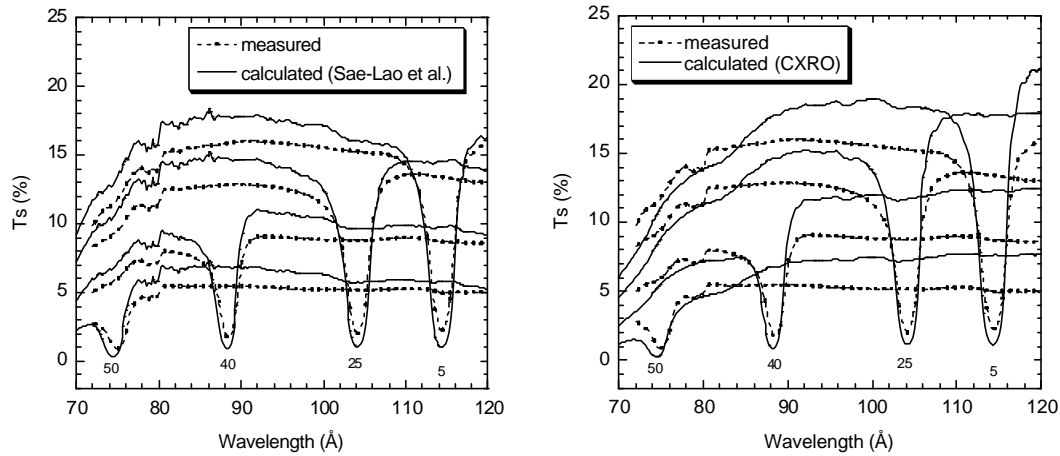 25
20
15
10
5
0
Ts (%)
measured
calculated (Sae-Lao et al.)
50
40
25
5
70 80 90 100 110 120
Wavelength (Å)
25
20
15
10
5
0
Ts (%)
measured
calculated (CXRO)
50
40
25
5
70 80 90 100 110 120
Wavelength (Å)